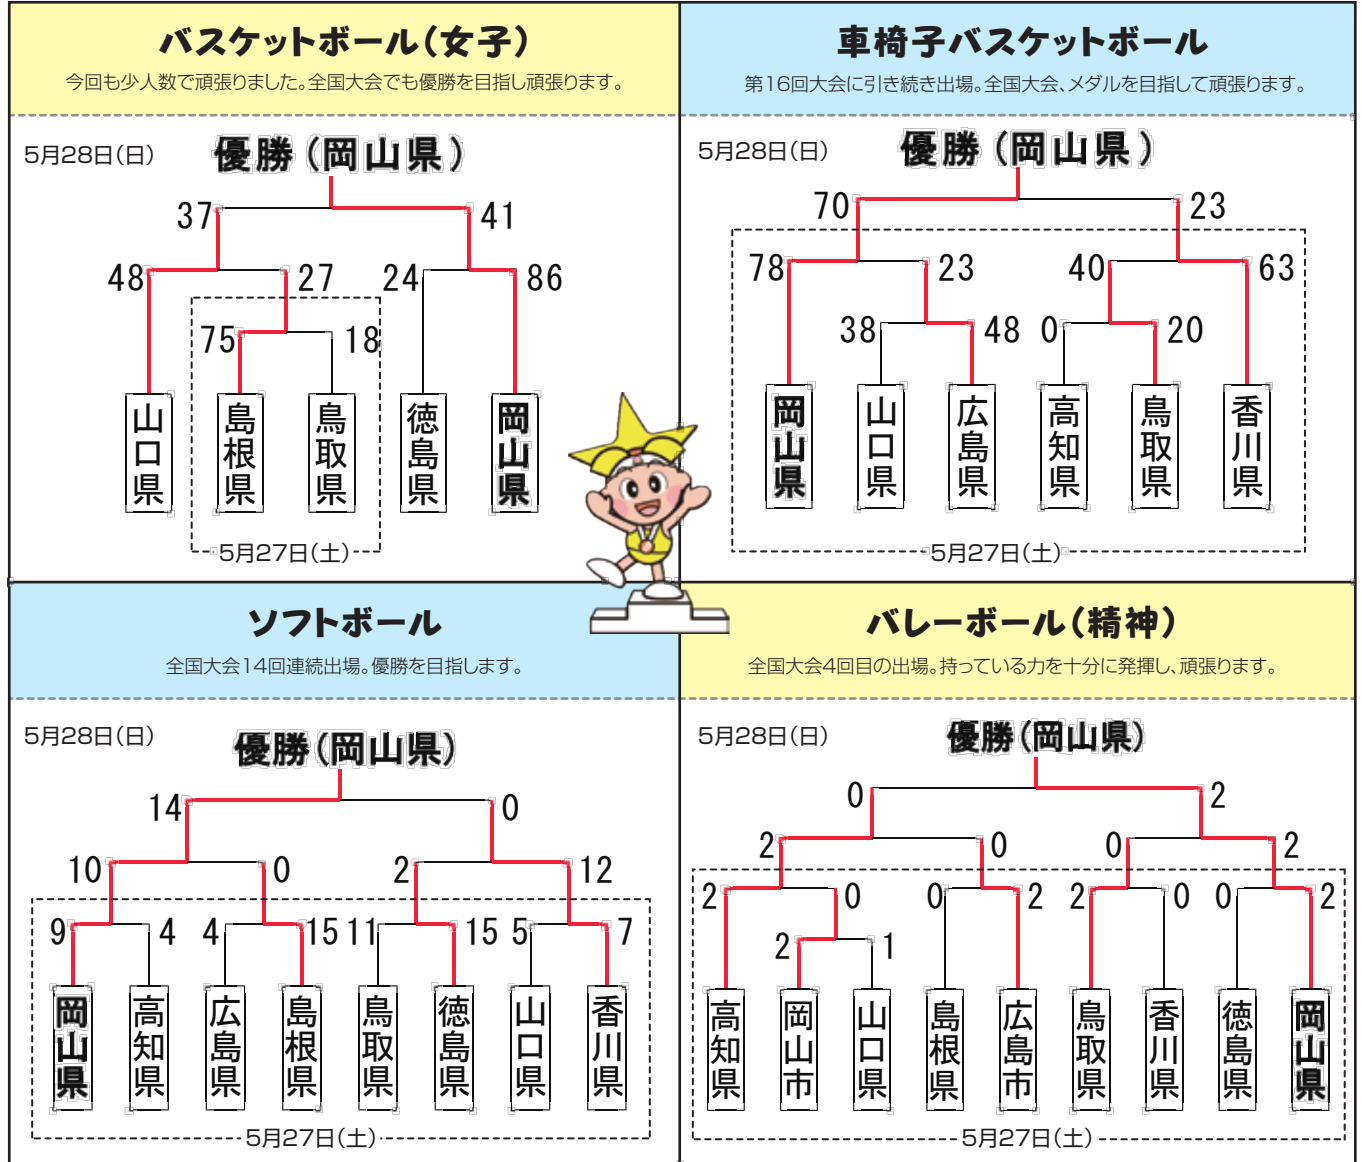 バスケットボール(女子)
今回も少人数で頑張りました。全国大会でも優勝を目指し頑張ります。
5月28日(日)
優勝(岡山県)
37 41
48 27 24 86
75 18
山口県 島根県 鳥取県 徳島県 岡山県
5月27日(土)
車椅子バスケットボール
第16回大会に引き続き出場。全国大会、メダルを目指して頑張ります。
5月28日(日)
優勝(岡山県)
70 23
78 23 40 63
38 48 0 20
岡山県 山口県 広島県 高知県 鳥取県 香川県
5月27日(土)
ソフトボール
全国大会14回連続出場。優勝を目指します。
5月28日(日)
優勝(岡山県)
14 0
10 0 2 12
9 4 4 15 11 15 5 7
岡山県 高知県 広島県 島根県 鳥取県 徳島県 山口県 香川県
5月27日(土)
バレーボール(精神)
全国大会4回目の出場。持っている力を十分に発揮し、頑張ります。
5月28日(日)
優勝(岡山県)
0 2
2 0 0 2
2 0 0 2 2 0 0 2
2 1
高知県 岡山市 山口県 島根県 広島市 鳥取県 香川県 徳島県 岡山県
5月27日(土)